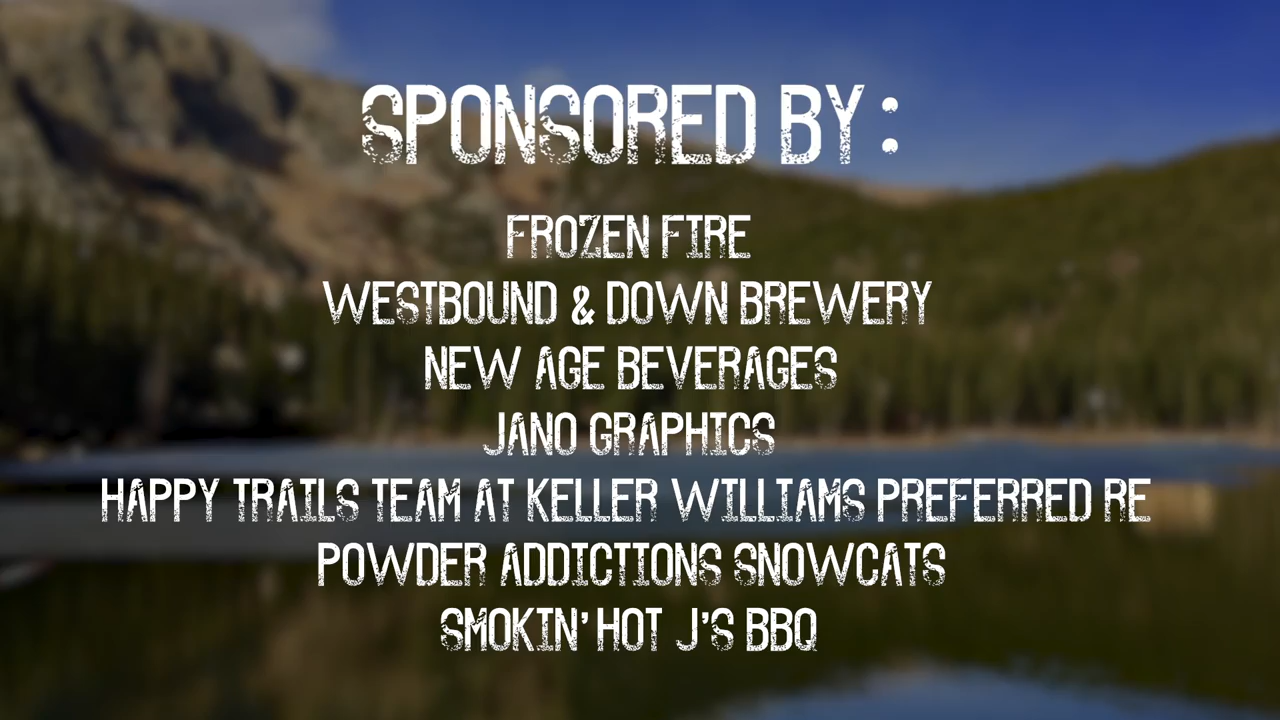 SPONSORED BY:
FROZEN FIRE
WESTBOUND & DOWN BREWERY
NEW AGE BEVERAGES
JANO GRAPHICS
HAPPY TRAILS TEAM AT KELLER WILLIAMS PREFERRED RE
POWDER ADDICTIONS SNOWCATS
SMOKIN' HOT J'S BBQ